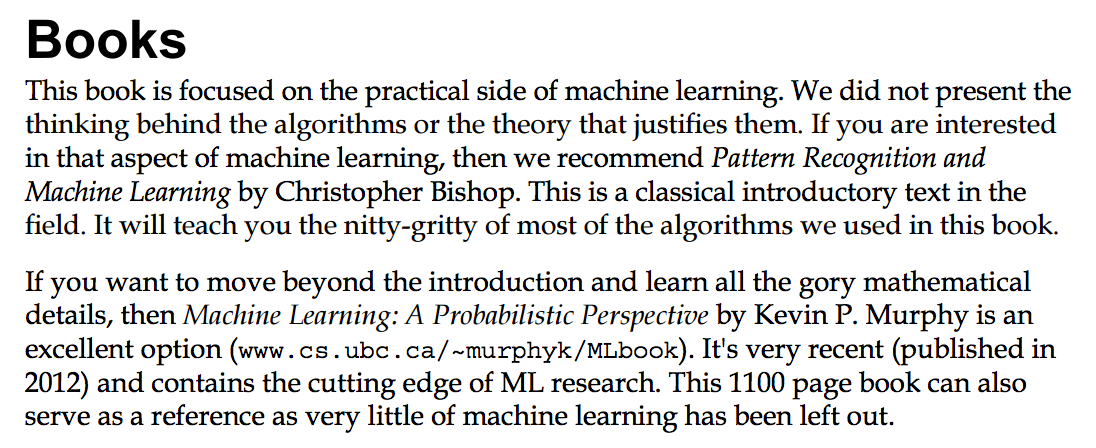 Books
This book is focused on the practical side of machine learning. We did not present the
thinking behind the algorithms or the theory that justifies them. If you are interested
in that aspect of machine learning, then we recommend Pattern Recognition and
Machine Learning by Christopher Bishop. This is a classical introductory text in the
field. It will teach you the nitty-gritty of most of the algorithms we used in this book.
If you want to move beyond the introduction and learn all the gory mathematical
details, then Machine Learning: A Probabilistic Perspective by Kevin P. Murphy is an
excellent option (www.cs.ubc.ca/~murphyk/MLbook). It's very recent (published in
2012) and contains the cutting edge of ML research. This 1100 page book can also
serve as a reference as very little of machine learning has been left out.